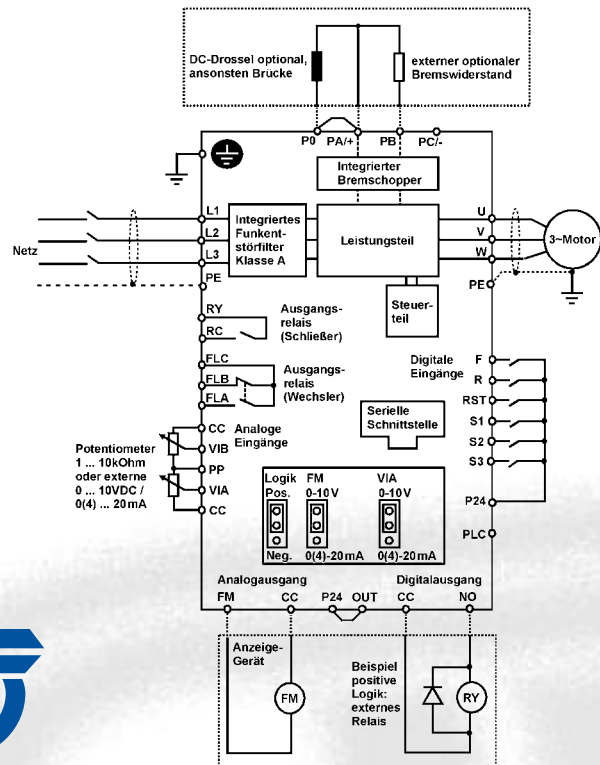 DC-Drossel optional,
ansonsten Brücke
externer optionaler
Bremswiderstand
P0 PA/+ PB PC/-
Integrierter
Bremschopper
L1
L2
L3
PE
Netz
Integriertes
Funkent-
störfilter
Klasse A
Leistungsteil
U
V
W
PE
3~Motor
Steuer-
teil
RY
RC
Ausgangs-
relais
(Schließer)
FLC
FLB
FLA
Ausgangs-
relais
(Wechsler)
Digitale
Eingänge
F
R
RST
S1
S2
S3
P24
PLC
Serielle
Schnittstelle
CC
VIB
PP
VIA
CC
Analoge
Eingänge
Potentiometer
1 ... 10kOhm
oder externe
0 ... 10VDC /
0(4) ... 20mA
Logik FM VIA
Pos. 0-10V 0-10V
Neg. 0(4)-20mA 0(4)-20mA
Analogausgang Digitalausgang
FM CC P24 OUT CC NO
Anzeige-
Gerät
FM
Beispiel
positive
Logik:
externes
Relais
RY